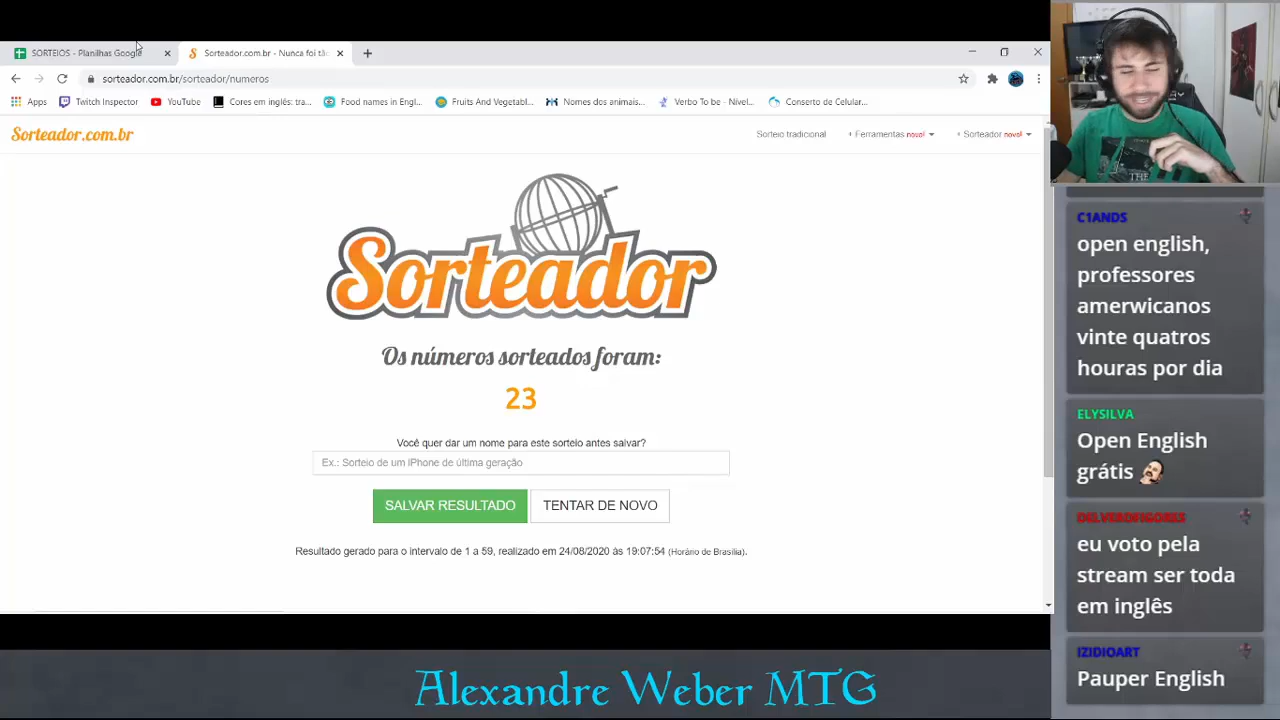 SORTEIOS - Planilhas Google
Sorteador.com.br - Nunca foi tão
sorteador.com.br/sorteador/numeros
Apps
Twitch Inspector
YouTube
Cores em inglês: tra...
Food names in Engl...
Fruits And Vegetabl...
Nomes dos animais...
Verbo To be - Nível...
Conserto de Celular...
Sorteador.com.br
Sorteio tradicional
+ Ferramentas novo!
+ Sorteador novo!
Sorteador
Os números sorteados foram:
23
Você quer dar um nome para este sorteio antes salvar?
Ex.: Sorteio de um iPhone de última geração
SALVAR RESULTADO
TENTAR DE NOVO
Resultado gerado para o intervalo de 1 a 59, realizado em 24/08/2020 às 19:07:54 (Horário de Brasília).
THE
C1ANDS
open english,
professores
amerwicanos
vinte quatros
houras por dia
ELYSILVA
Open English
grátis
eu voto pela
stream ser toda
em inglês
IZIDIOART
Pauper English
Alexandre Weber MTG